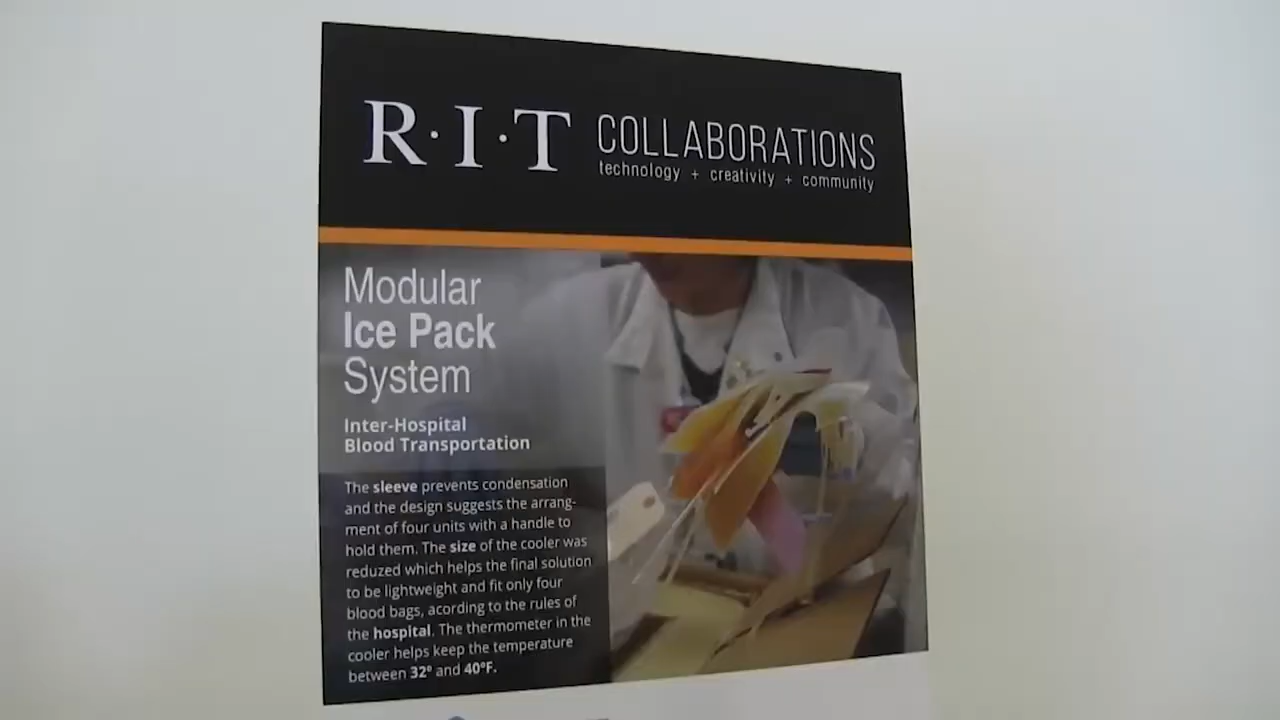 R·I·T COLLABORATIONS
technology + creativity + community
Modular
Ice Pack
System
Inter-Hospital
Blood Transportation
The sleeve prevents condensation
and the design suggests the arrang-
ment of four units with a handle to
hold them. The size of the cooler was
reduzed which helps the final solution
to be lightweight and fit only four
blood bags, acording to the rules of
the hospital. The thermometer in the
cooler helps keep the temperature
between 32º and 40ºF.